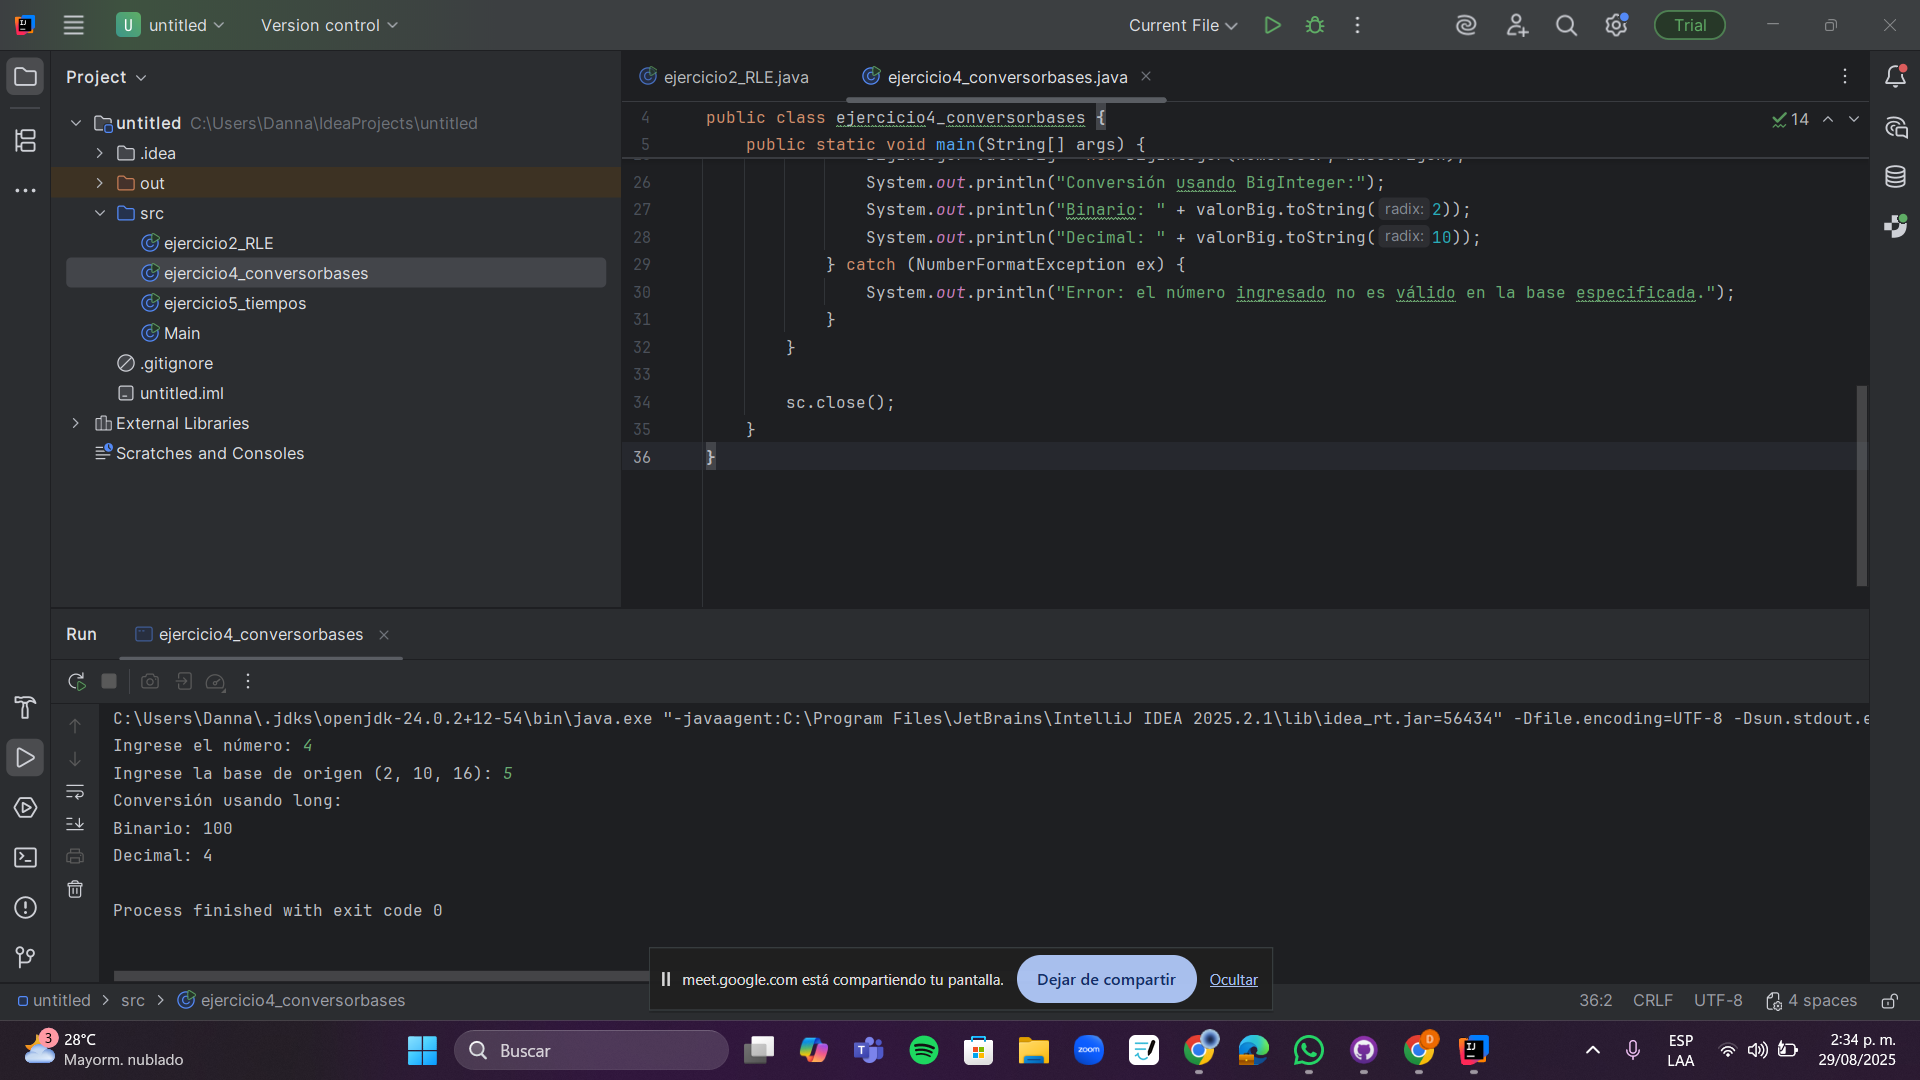 untitled
Version control
Current File
Trial
Project
untitled C:\Users\Danna\IdeaProjects\untitled
.idea
out
src
ejercicio2_RLE
ejercicio4_conversorbases
ejercicio5_tiempos
Main
.gitignore
untitled.iml
External Libraries
Scratches and Consoles
ejercicio2_RLE.java
ejercicio4_conversorbases.java
14
4 public class ejercicio4_conversorbases {
5 public static void main(String[] args) {
26 System.out.println("Conversión usando BigInteger:");
27 System.out.println("Binario: " + valorBig.toString( radix: 2));
28 System.out.println("Decimal: " + valorBig.toString( radix: 10));
29 } catch (NumberFormatException ex) {
30 System.out.println("Error: el número ingresado no es válido en la base especificada.");
31 }
32 }
33
34 sc.close();
35 }
36 }
Run ejercicio4_conversorbases
C:\Users\Danna\.jdks\openjdk-24.0.2+12-54\bin\java.exe "-javaagent:C:\Program Files\JetBrains\IntelliJ IDEA 2025.2.1\lib\idea_rt.jar=56434" -Dfile.encoding=UTF-8 -Dsun.stdout.e
Ingrese el número: 4
Ingrese la base de origen (2, 10, 16): 5
Conversión usando long:
Binario: 100
Decimal: 4
Process finished with exit code 0
meet.google.com está compartiendo tu pantalla.
Dejar de compartir
Ocultar
untitled > src > ejercicio4_conversorbases
36:2 CRLF UTF-8 4 spaces
3
28°C
Mayorm. nublado
Buscar
zoom
D
ESP
LAA
2:34 p. m.
29/08/2025